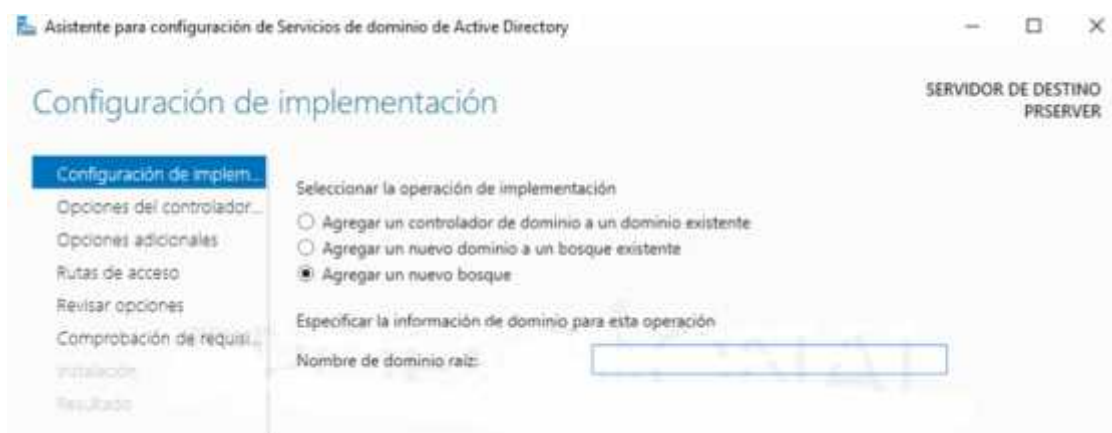 Asistente para configuración de Servicios de dominio de Active Directory
Configuración de implementación
SERVIDOR DE DESTINO
PRSERVER
Configuración de implem...
Opciones del controlador...
Opciones adicionales
Rutas de acceso
Revisar opciones
Comprobación de requisi...
Instalación
Resultado
Seleccionar la operación de implementación
Agregar un controlador de dominio a un dominio existente
Agregar un nuevo dominio a un bosque existente
Agregar un nuevo bosque
Especificar la información de dominio para esta operación
Nombre de dominio raíz: